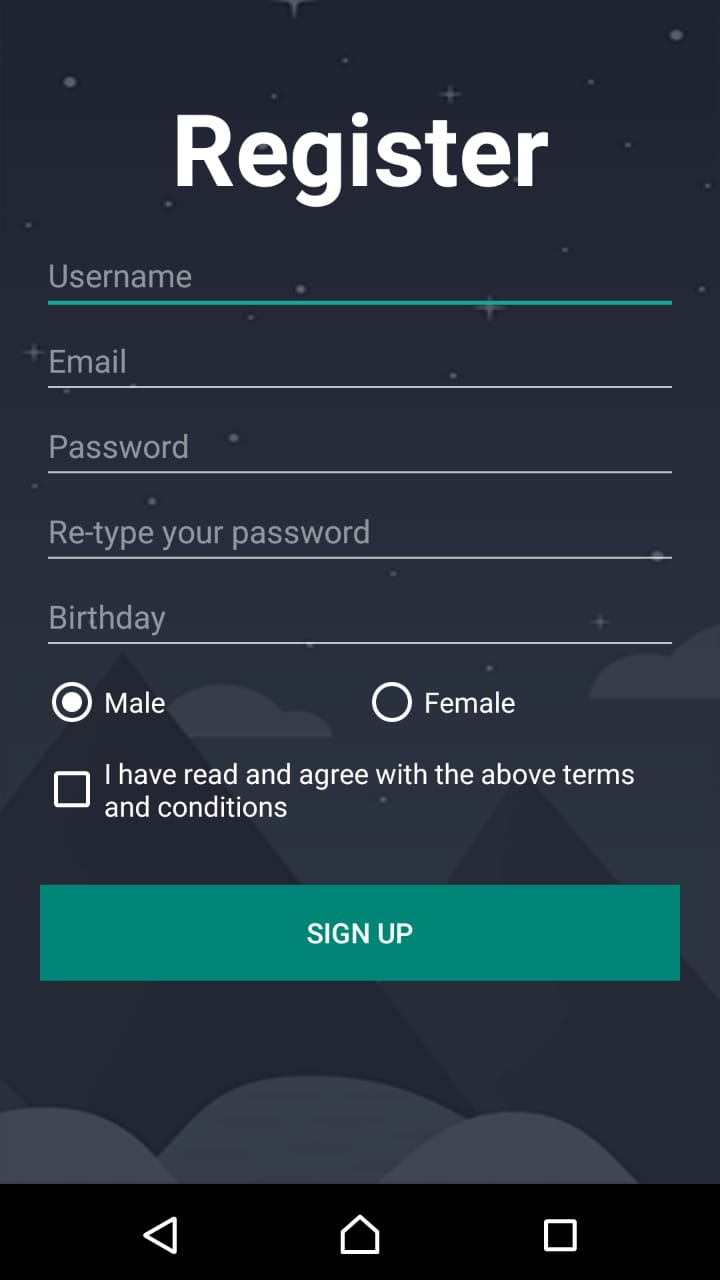 Register
Username
Email
Password
Re-type your password
Birthday
Male Female
I have read and agree with the above terms
and conditions
SIGN UP